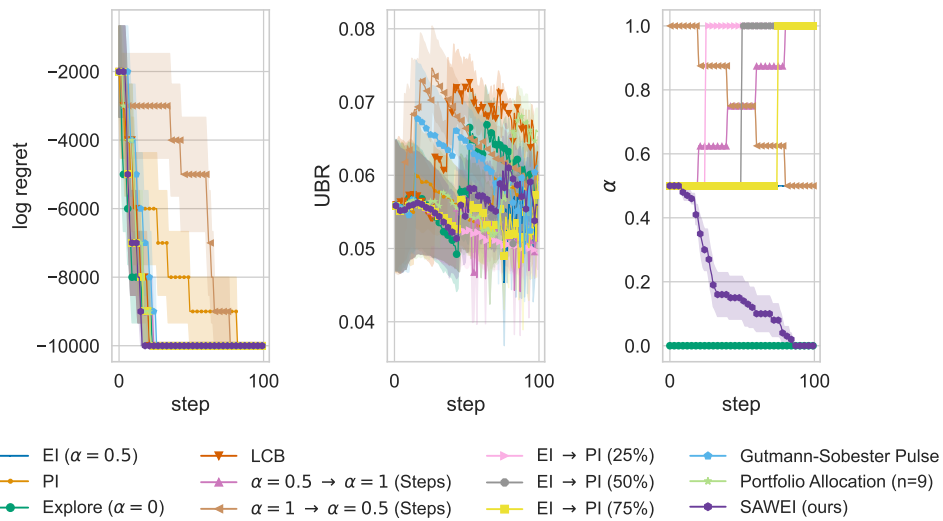 log regret
−2000
−4000
−6000
−8000
−10000
0 100
step
UBR
0.07
0.06
0.05
0.04
0 100
step
α
1.0
0.8
0.6
0.4
0.2
0.0
0 100
step
EI (α = 0.5) LCB EI → PI (25%) Gutmann-Sobester Pulse
PI α = 0.5 → α = 1 (Steps) EI → PI (50%) Portfolio Allocation (n=9)
Explore (α = 0) α = 1 → α = 0.5 (Steps) EI → PI (75%) SAWEI (ours)